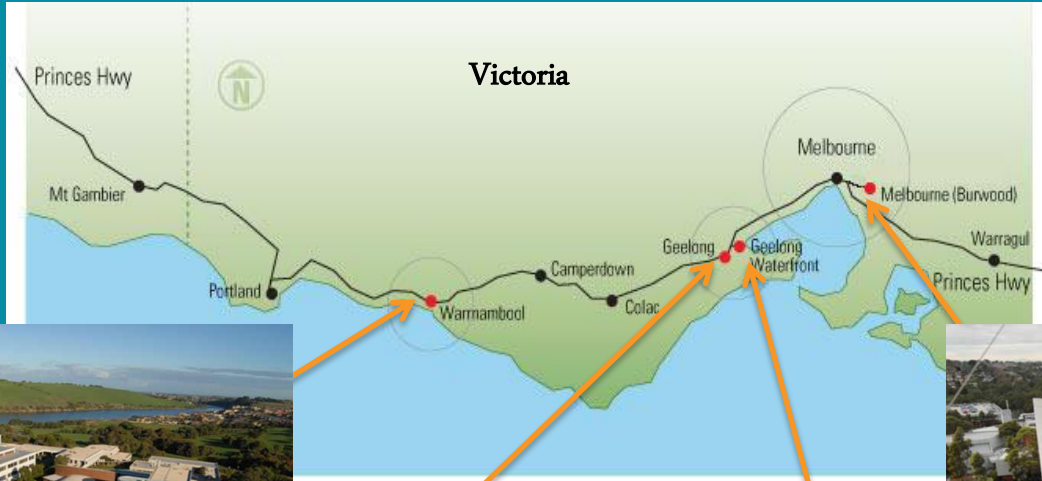 Victoria
Princes Hwy
N
Melbourne
Mt Gambier
Melbourne (Burwood)
Geelong
Geelong
Waterfront
Warragul
Camperdown
Princes Hwy
Portland
Colac
Warrnambool